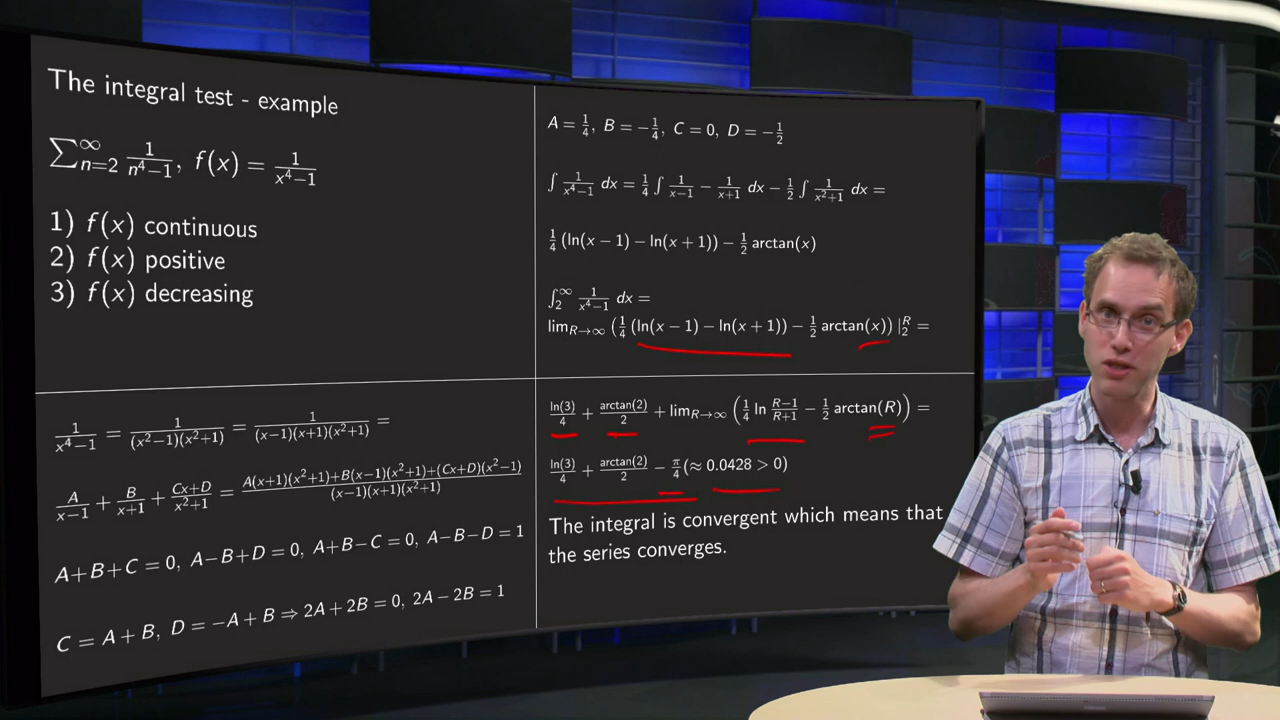 The integral test - example
∑_{n=2}^{∞} 1/(n⁴−1), f(x) = 1/(x⁴−1)
1) f(x) continuous
2) f(x) positive
3) f(x) decreasing
1/(x⁴−1) = 1/((x²−1)(x²+1)) = 1/((x−1)(x+1)(x²+1)) =
A/(x−1) + B/(x+1) + (Cx+D)/(x²+1) = (A(x+1)(x²+1)+B(x−1)(x²+1)+(Cx+D)(x²−1))/((x−1)(x+1)(x²+1))
A+B+C = 0, A−B+D = 0, A+B−C = 0, A−B−D = 1
C = A + B, D = −A + B ⇒ 2A + 2B = 0, 2A − 2B = 1
A = 1/4, B = −1/4, C = 0, D = −1/2
∫ 1/(x⁴−1) dx = 1/4 ∫ 1/(x−1) − 1/(x+1) dx − 1/2 ∫ 1/(x²+1) dx =
1/4 (ln(x − 1) − ln(x + 1)) − 1/2 arctan(x)
∫_2^∞ 1/(x⁴−1) dx =
lim_{R→∞} (1/4 (ln(x − 1) − ln(x + 1)) − 1/2 arctan(x)) |_2^R =
ln(3)/4 + arctan(2)/2 + lim_{R→∞} (1/4 ln (R−1)/(R+1) − 1/2 arctan(R)) =
ln(3)/4 + arctan(2)/2 − π/4 (≈ 0.0428 > 0)
The integral is convergent which means that
the series converges.